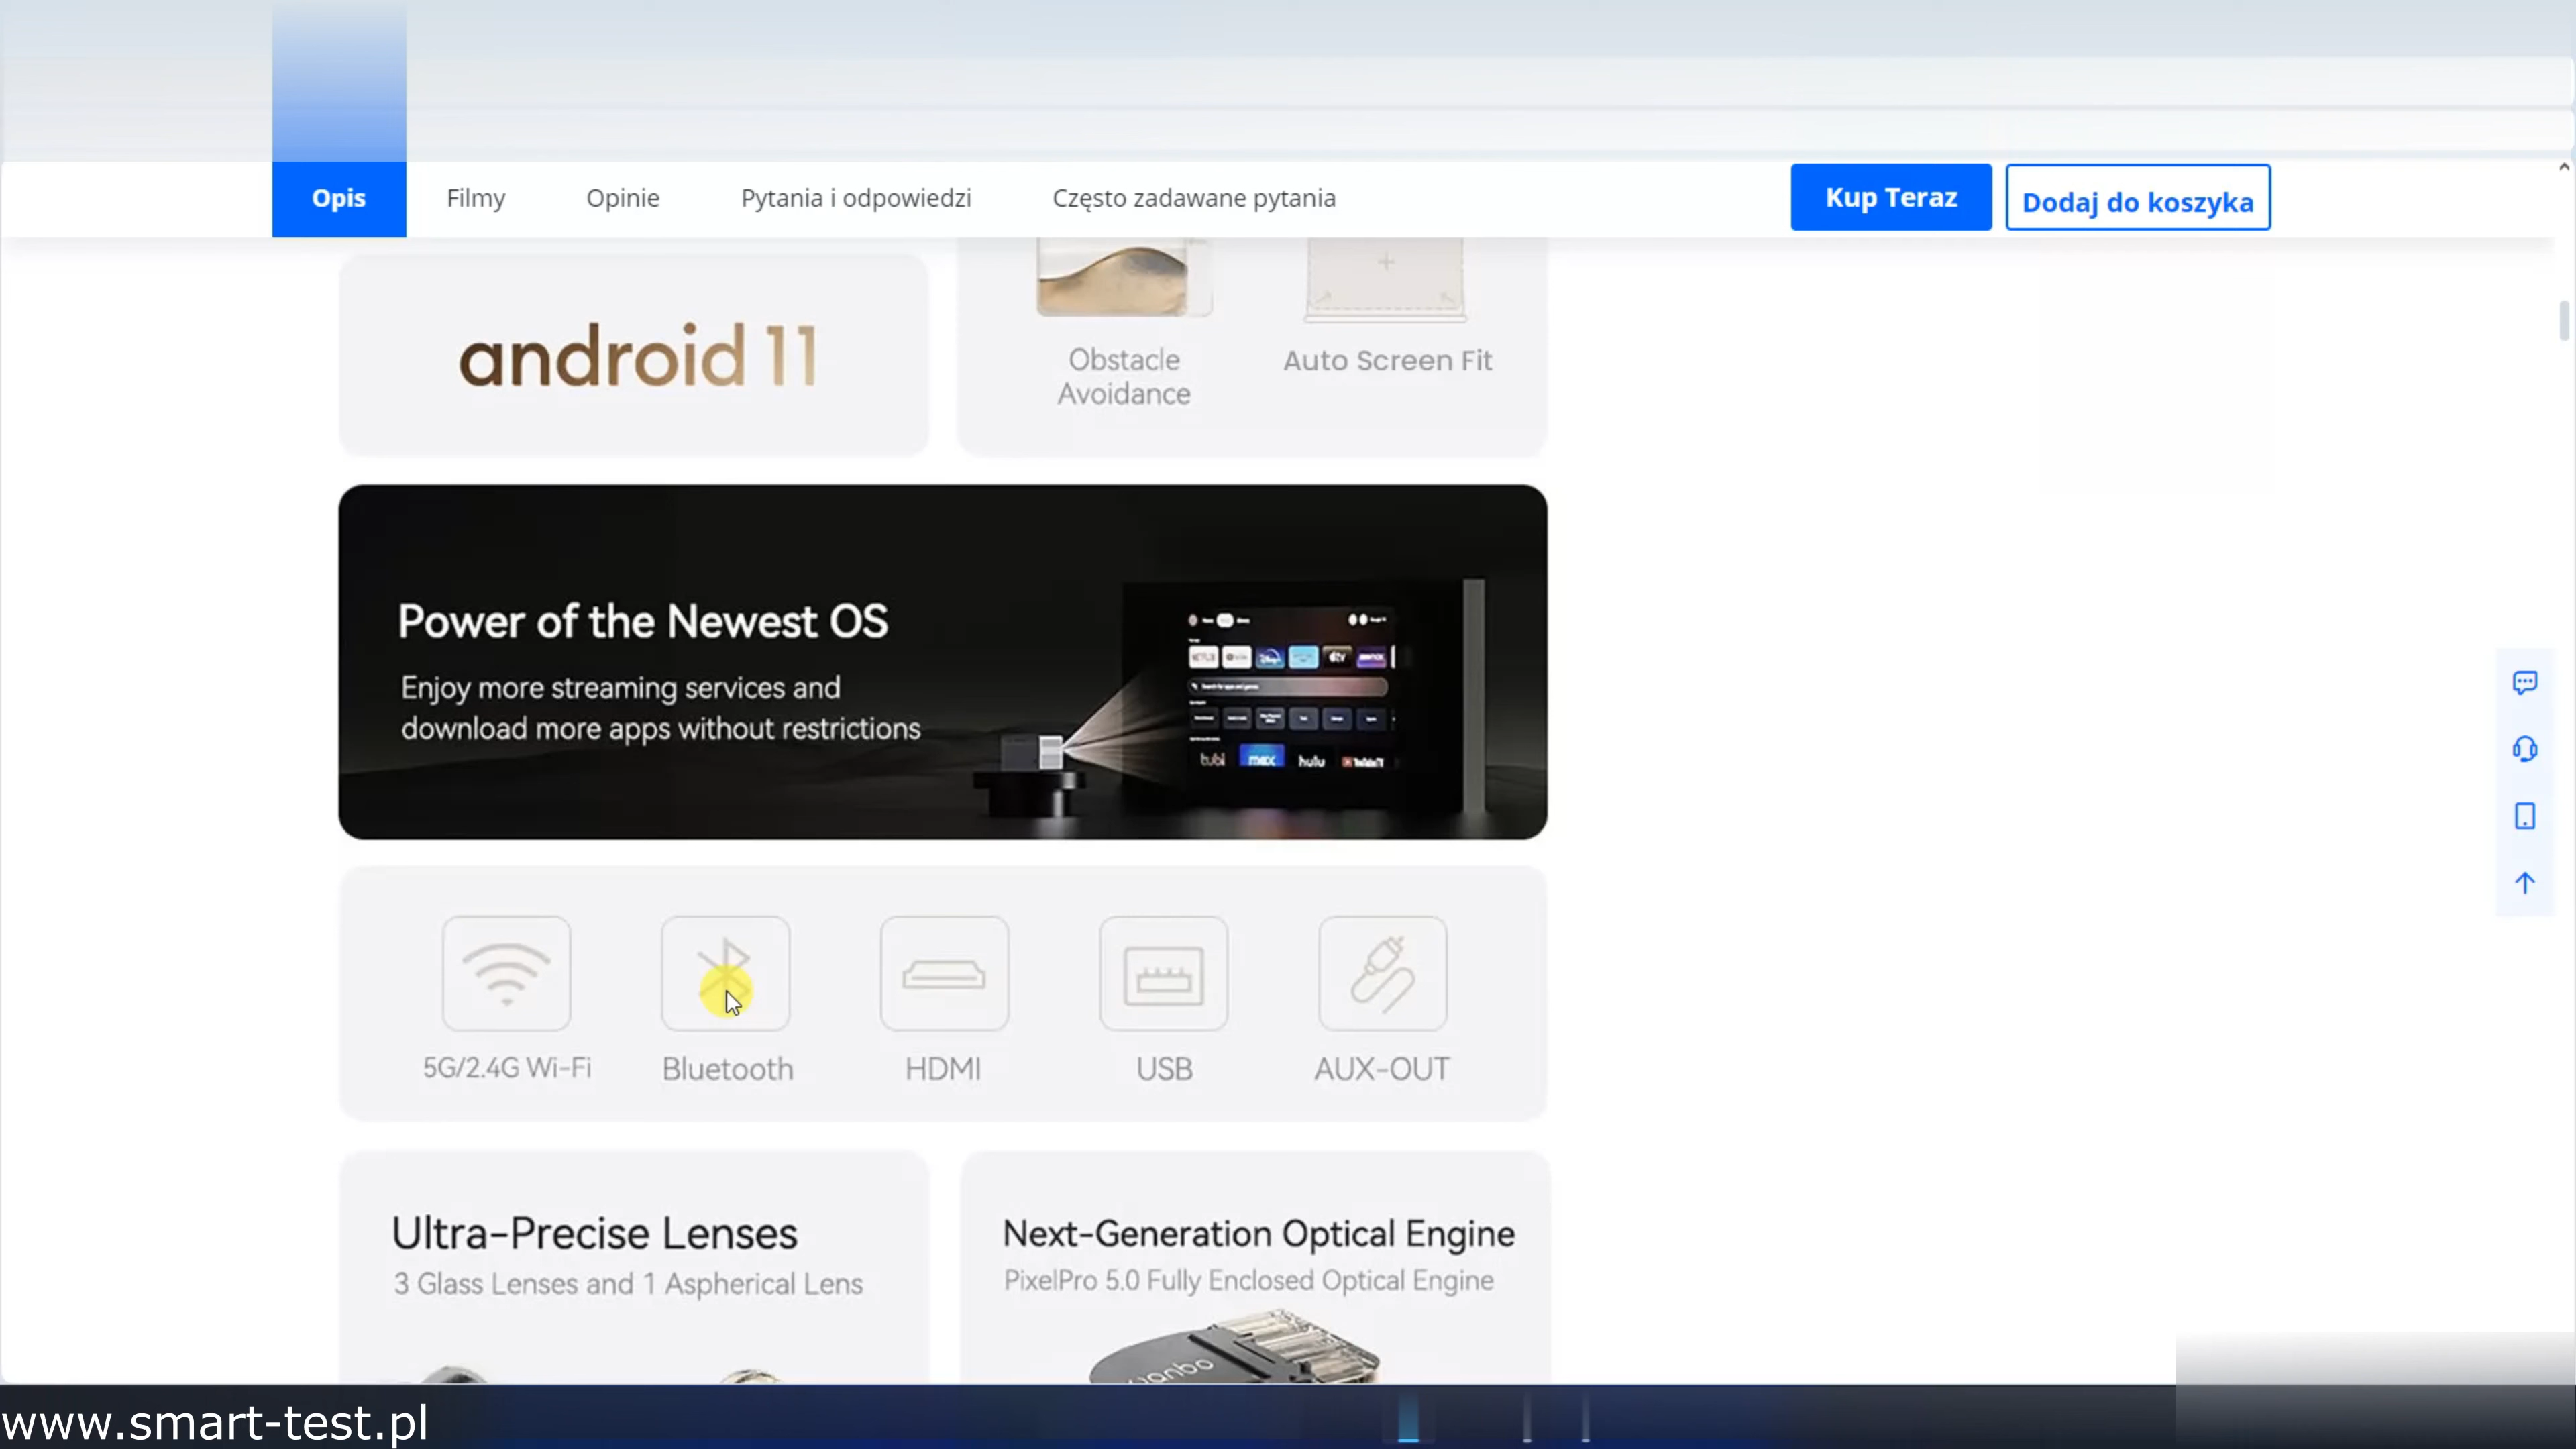 Opis
Filmy
Opinie
Pytania i odpowiedzi
Często zadawane pytania
Kup Teraz
Dodaj do koszyka
android 11
Obstacle
Avoidance
Auto Screen Fit
Power of the Newest OS
Enjoy more streaming services and
download more apps without restrictions
tubi
max
hulu
5G/2.4G Wi-Fi
Bluetooth
HDMI
USB
AUX-OUT
Ultra-Precise Lenses
3 Glass Lenses and 1 Aspherical Lens
Next-Generation Optical Engine
PixelPro 5.0 Fully Enclosed Optical Engine
www.smart-test.pl